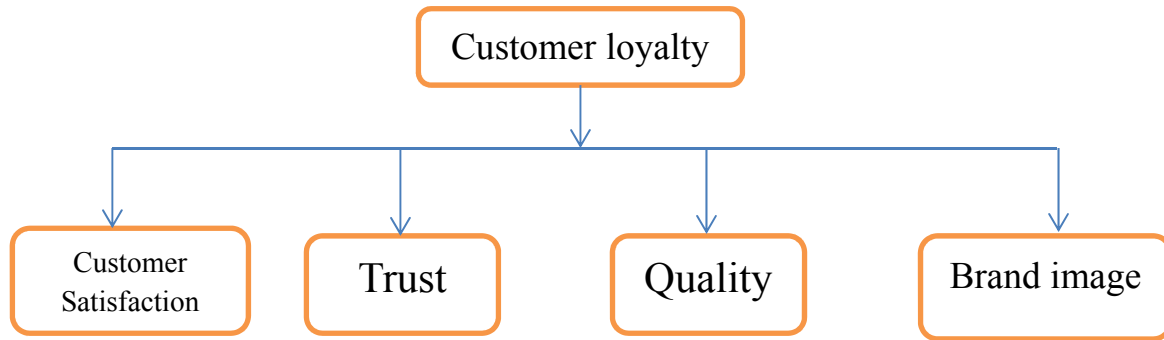 Customer loyalty
Customer
Satisfaction
Trust
Quality
Brand image